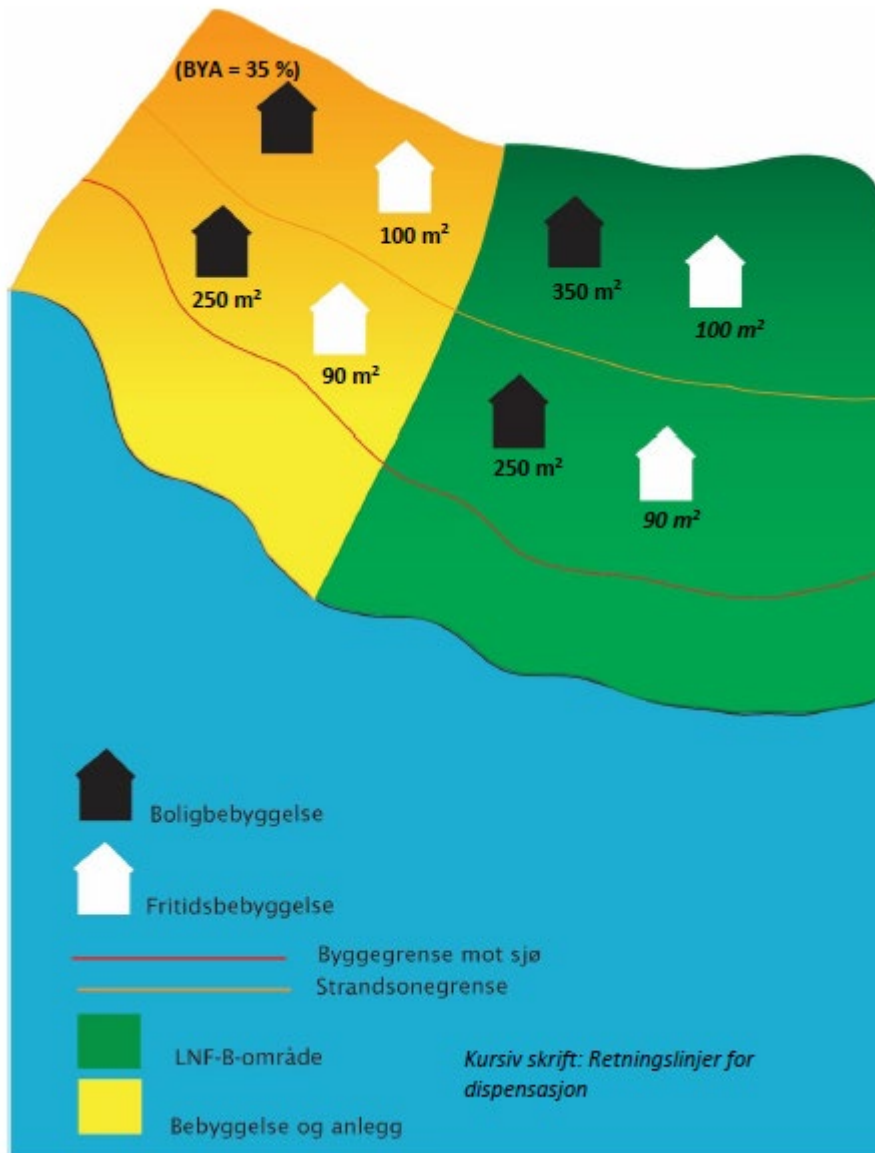 (BYA = 35 %)
100 m²
250 m²
90 m²
350 m²
100 m²
250 m²
90 m²
Boligbebyggelse
Fritidsbebyggelse
Byggegrense mot sjø
Strandsonegrense
LNF-B-område
Kursiv skrift: Retningslinjer for
dispensasjon
Bebyggelse og anlegg